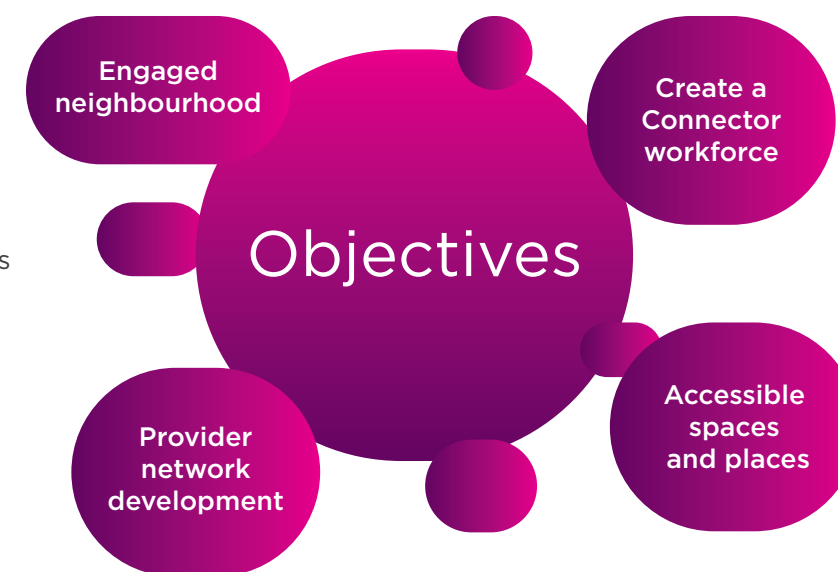 Engaged
neighbourhood
Create a
Connector
workforce
Objectives
s
Accessible
spaces
and places
Provider
network
development